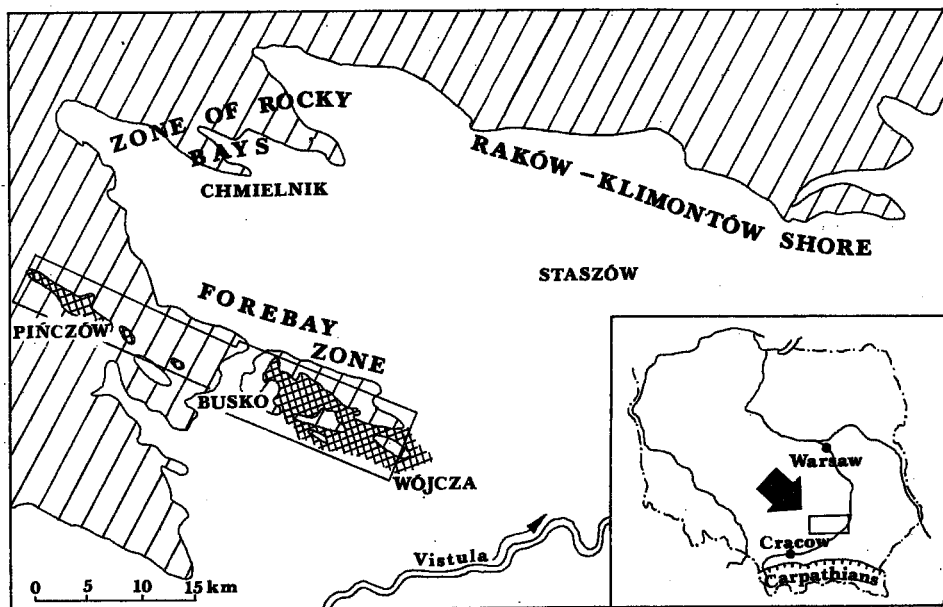 ZONE OF ROCKY
BAYS
CHMIELNIK
RAKÓW – KLIMONTÓW SHORE
STASZÓW
FOREBAY
ZONE
PIŃCZÓW
BUSKO
WÓJCZA
Vistula
0 5 10 15 km
Warsaw
Cracow
Carpathians